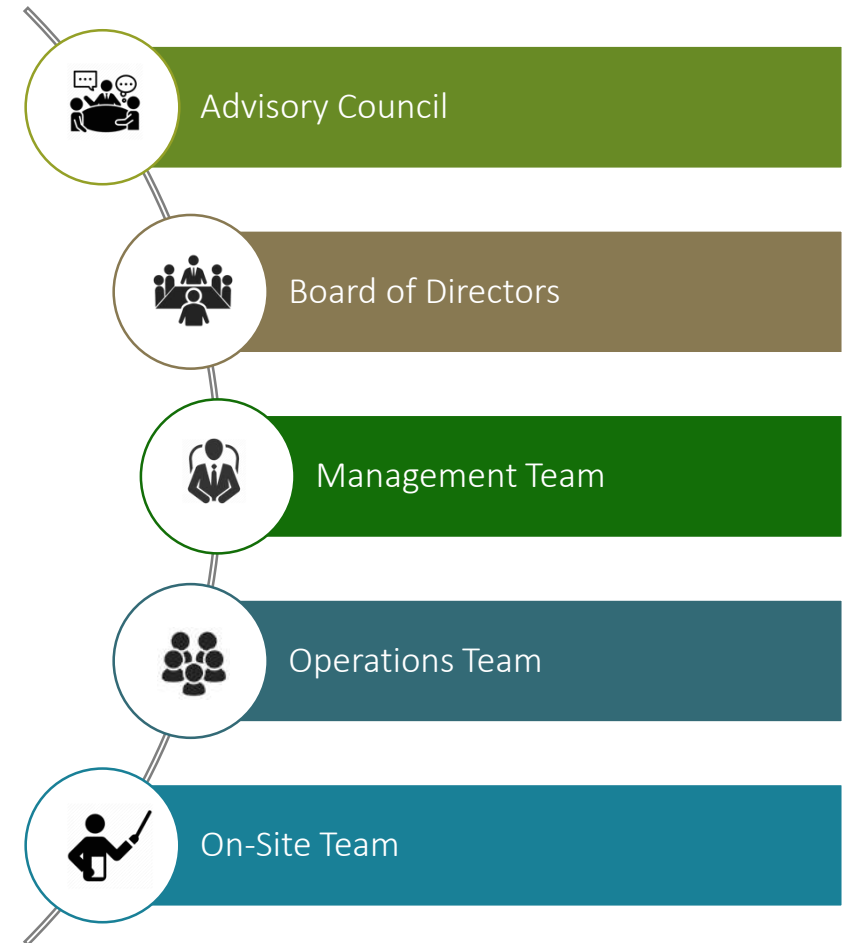 Advisory Council
Board of Directors
Management Team
Operations Team
On-Site Team